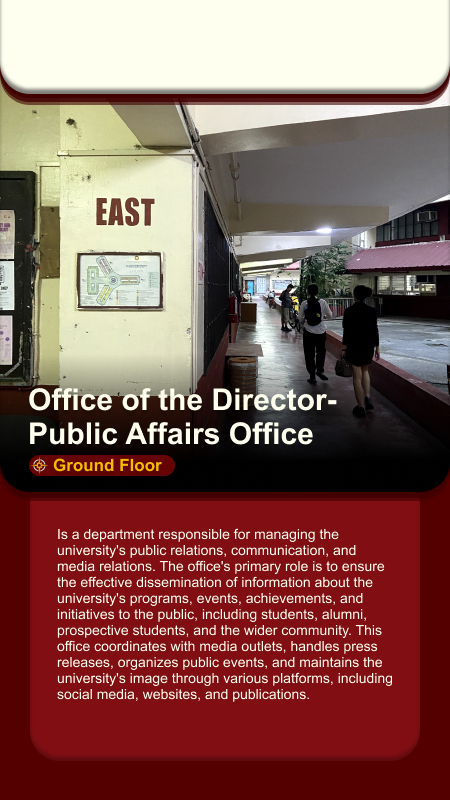 EAST
Office of the Director-
Public Affairs Office
Ground Floor
Is a department responsible for managing the
university's public relations, communication, and
media relations. The office's primary role is to ensure
the effective dissemination of information about the
university's programs, events, achievements, and
initiatives to the public, including students, alumni,
prospective students, and the wider community. This
office coordinates with media outlets, handles press
releases, organizes public events, and maintains the
university's image through various platforms, including
social media, websites, and publications.